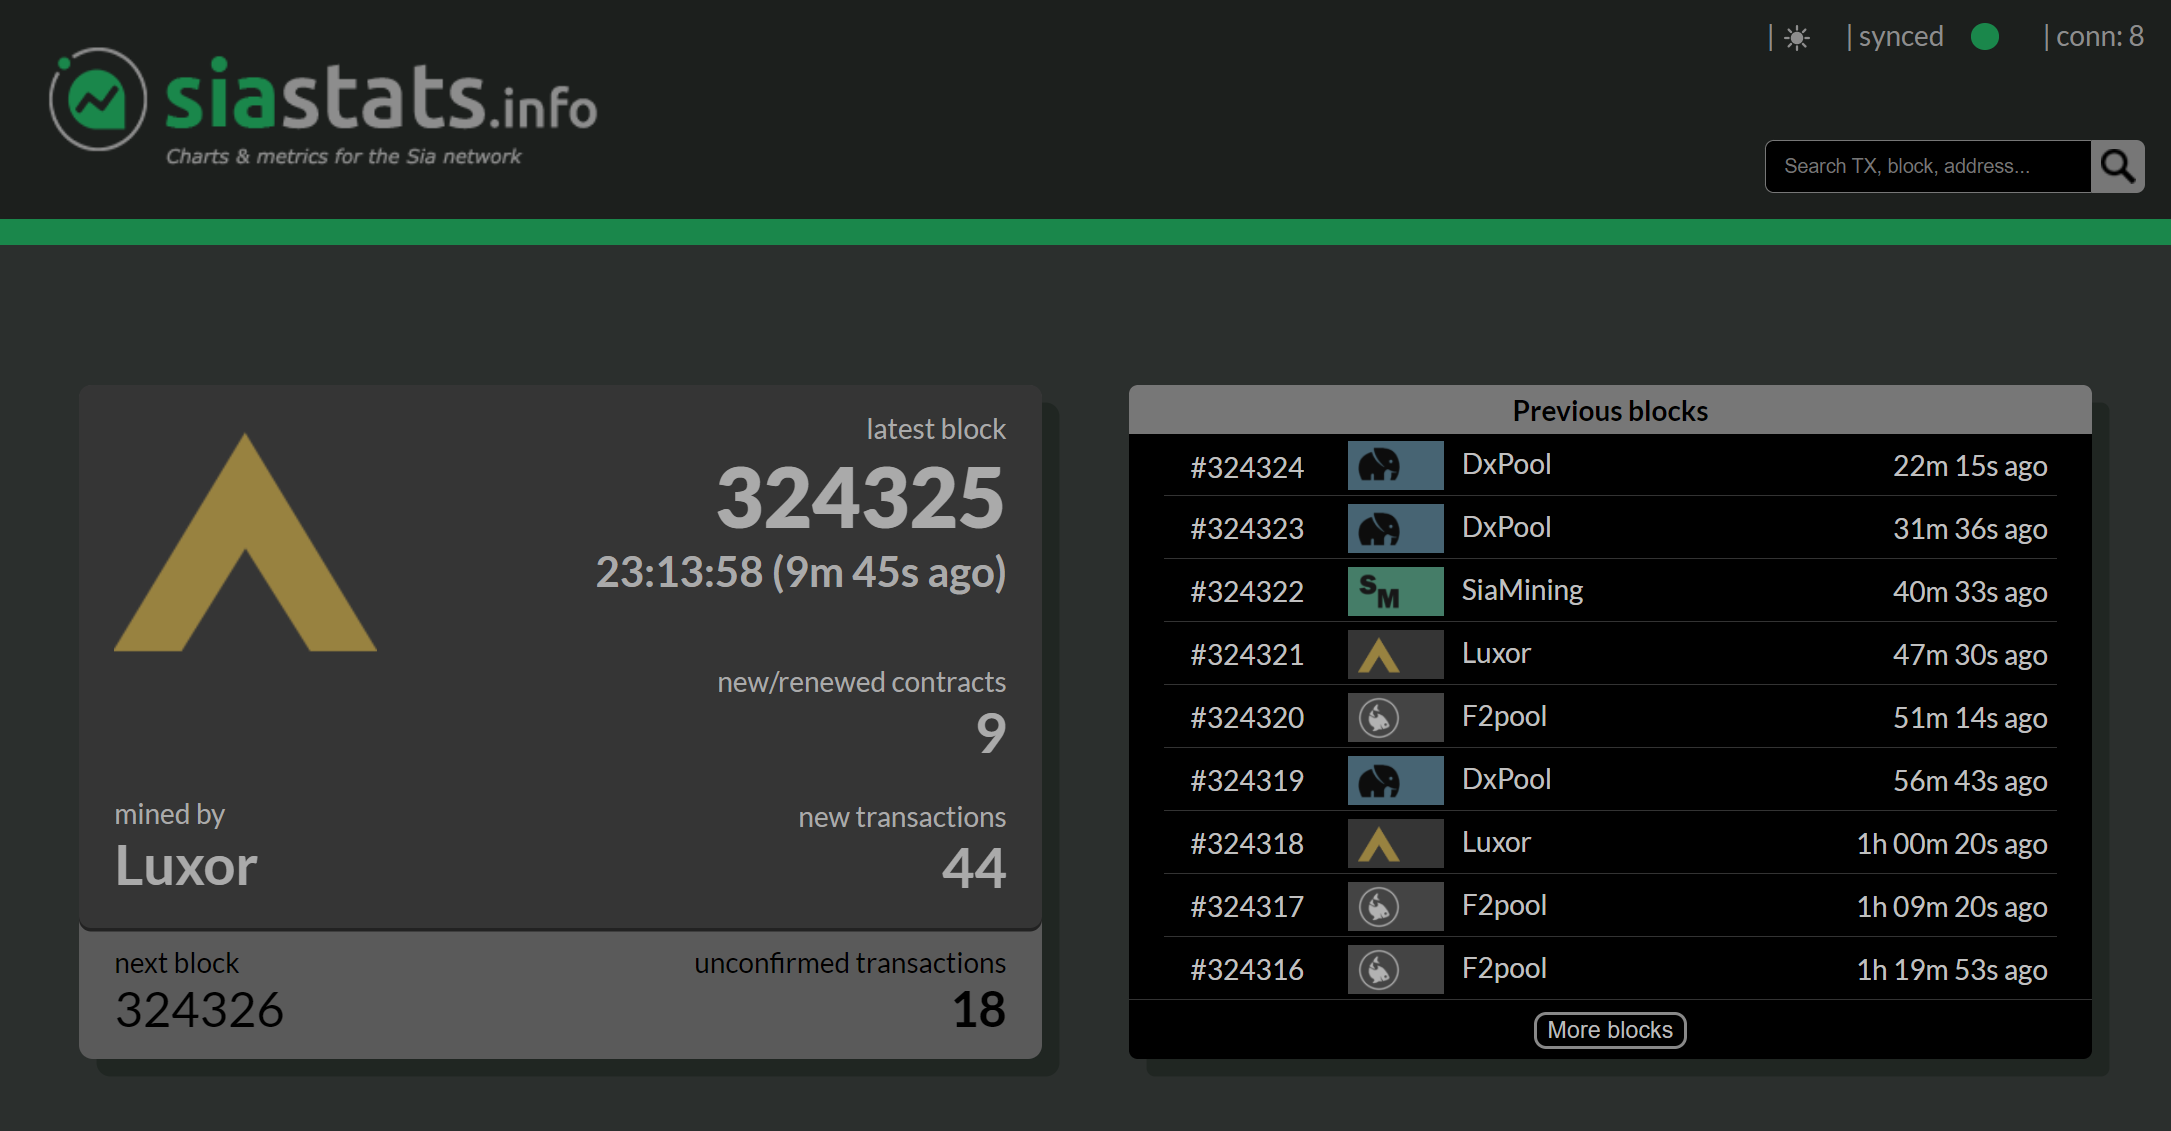 | ☀ | synced | conn: 8
siastats.info
Charts & metrics for the Sia network
Search TX, block, address...
latest block
324325
23:13:58 (9m 45s ago)
new/renewed contracts
9
mined by
Luxor
new transactions
44
next block
324326
unconfirmed transactions
18
Previous blocks
#324324 DxPool 22m 15s ago
#324323 DxPool 31m 36s ago
#324322 SM SiaMining 40m 33s ago
#324321 Luxor 47m 30s ago
#324320 F2pool 51m 14s ago
#324319 DxPool 56m 43s ago
#324318 Luxor 1h 00m 20s ago
#324317 F2pool 1h 09m 20s ago
#324316 F2pool 1h 19m 53s ago
More blocks